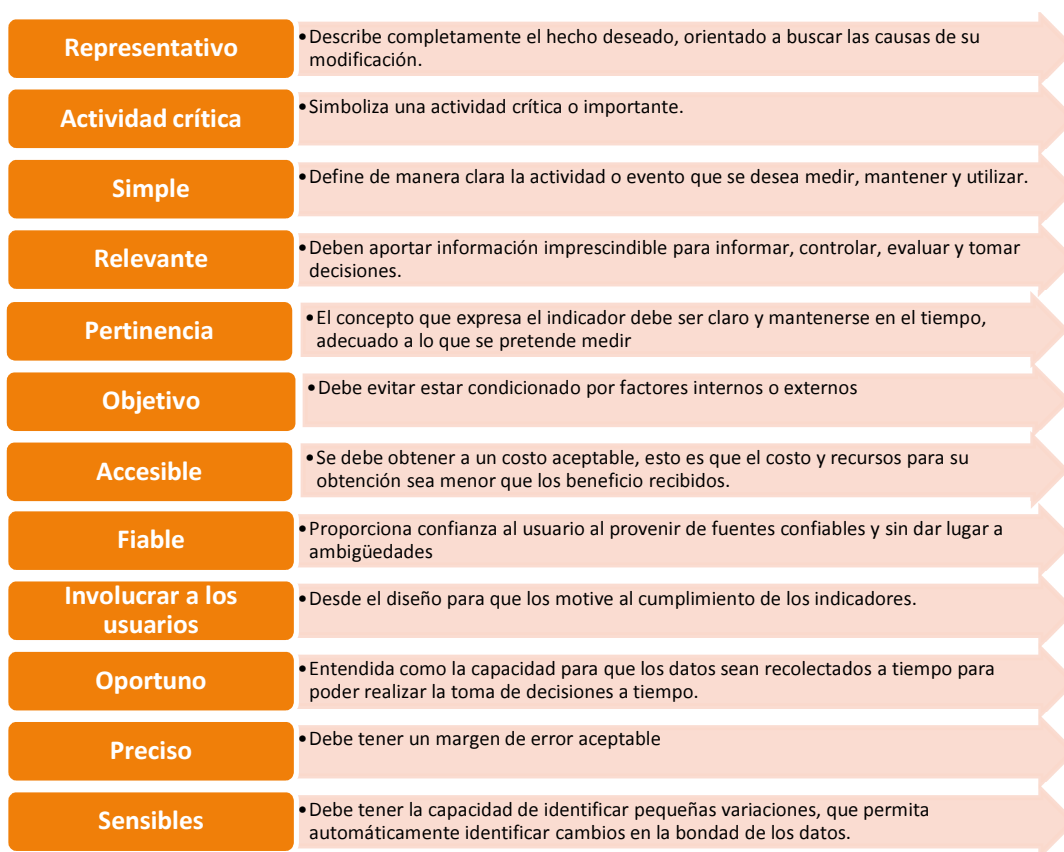 Representativo
•Describe completamente el hecho deseado, orientado a buscar las causas de su
modificación.
Actividad crítica
•Simboliza una actividad crítica o importante.
Simple
•Define de manera clara la actividad o evento que se desea medir, mantener y utilizar.
Relevante
•Deben aportar información imprescindible para informar, controlar, evaluar y tomar
decisiones.
Pertinencia
•El concepto que expresa el indicador debe ser claro y mantenerse en el tiempo,
adecuado a lo que se pretende medir
Objetivo
•Debe evitar estar condicionado por factores internos o externos
Accesible
•Se debe obtener a un costo aceptable, esto es que el costo y recursos para su
obtención sea menor que los beneficio recibidos.
Fiable
•Proporciona confianza al usuario al provenir de fuentes confiables y sin dar lugar a
ambigüedades
Involucrar a los
usuarios
•Desde el diseño para que los motive al cumplimiento de los indicadores.
Oportuno
•Entendida como la capacidad para que los datos sean recolectados a tiempo para
poder realizar la toma de decisiones a tiempo.
Preciso
•Debe tener un margen de error aceptable
Sensibles
•Debe tener la capacidad de identificar pequeñas variaciones, que permita
automáticamente identificar cambios en la bondad de los datos.